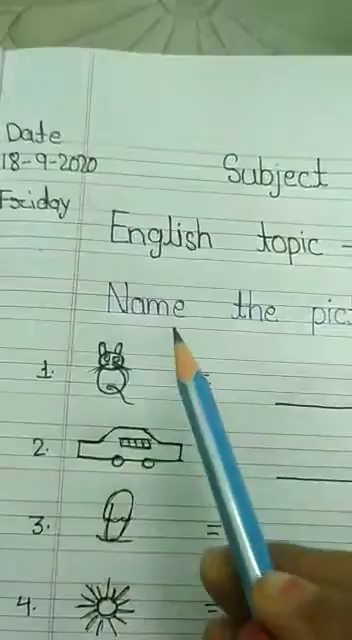 Date
18-9-2020
Friday
Subject
English topic -
Name the pic
1.
2.
3. =
4. =